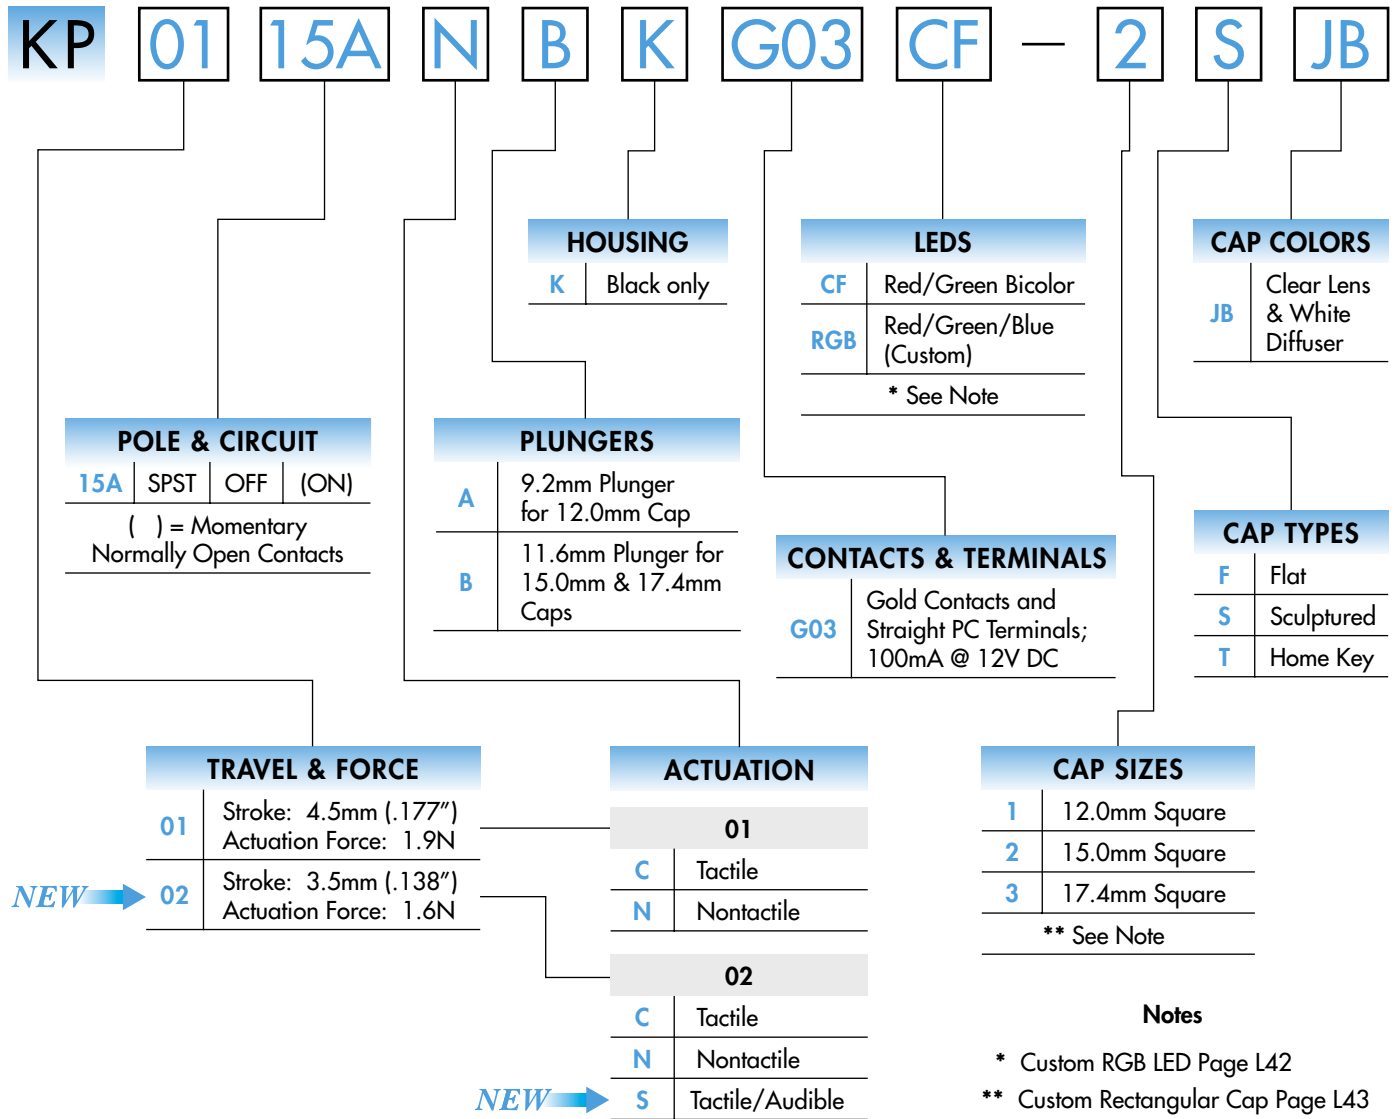 KP 01 15A N B K G03 CF – 2 S JB
HOUSING
K Black only
LEDS
CF Red/Green Bicolor
RGB Red/Green/Blue
(Custom)
* See Note
CAP COLORS
JB Clear Lens
& White
Diffuser
POLE & CIRCUIT
15A SPST OFF (ON)
( ) = Momentary
Normally Open Contacts
PLUNGERS
A 9.2mm Plunger
for 12.0mm Cap
B 11.6mm Plunger for
15.0mm & 17.4mm
Caps
CONTACTS & TERMINALS
G03 Gold Contacts and
Straight PC Terminals;
100mA @ 12V DC
CAP TYPES
F Flat
S Sculptured
T Home Key
TRAVEL & FORCE
01 Stroke: 4.5mm (.177″)
Actuation Force: 1.9N
NEW 02 Stroke: 3.5mm (.138″)
Actuation Force: 1.6N
ACTUATION
01
C Tactile
N Nontactile
02
C Tactile
N Nontactile
NEW S Tactile/Audible
CAP SIZES
1 12.0mm Square
2 15.0mm Square
3 17.4mm Square
** See Note
Notes
* Custom RGB LED Page L42
** Custom Rectangular Cap Page L43